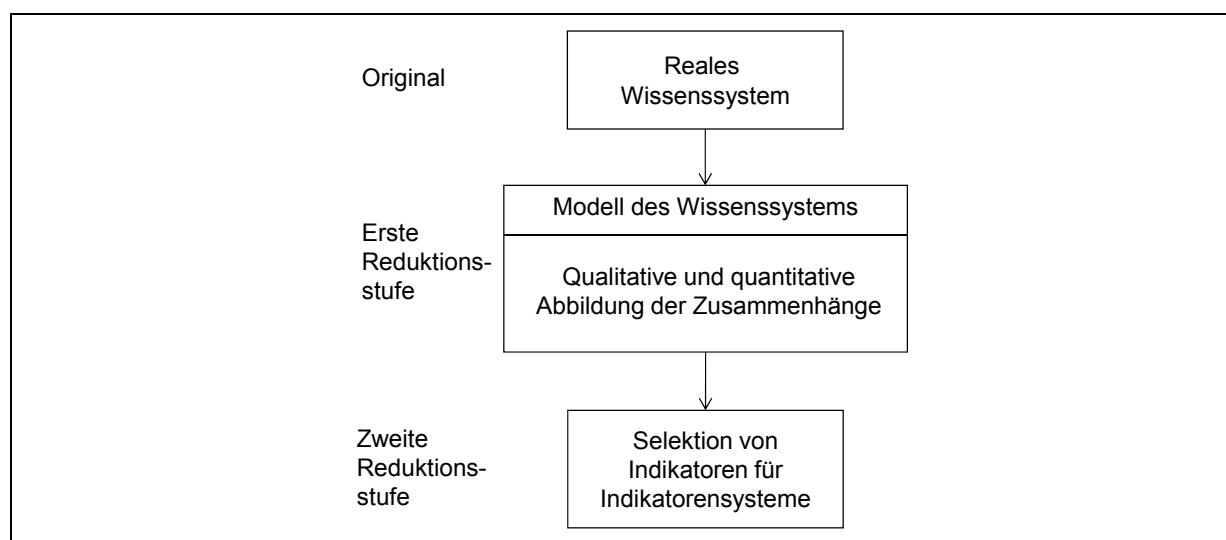 Original
Reales
Wissenssystem
Erste
Reduktions-
stufe
Modell des Wissenssystems
Qualitative und quantitative
Abbildung der Zusammenhänge
Zweite
Reduktions-
stufe
Selektion von
Indikatoren für
Indikatorensysteme